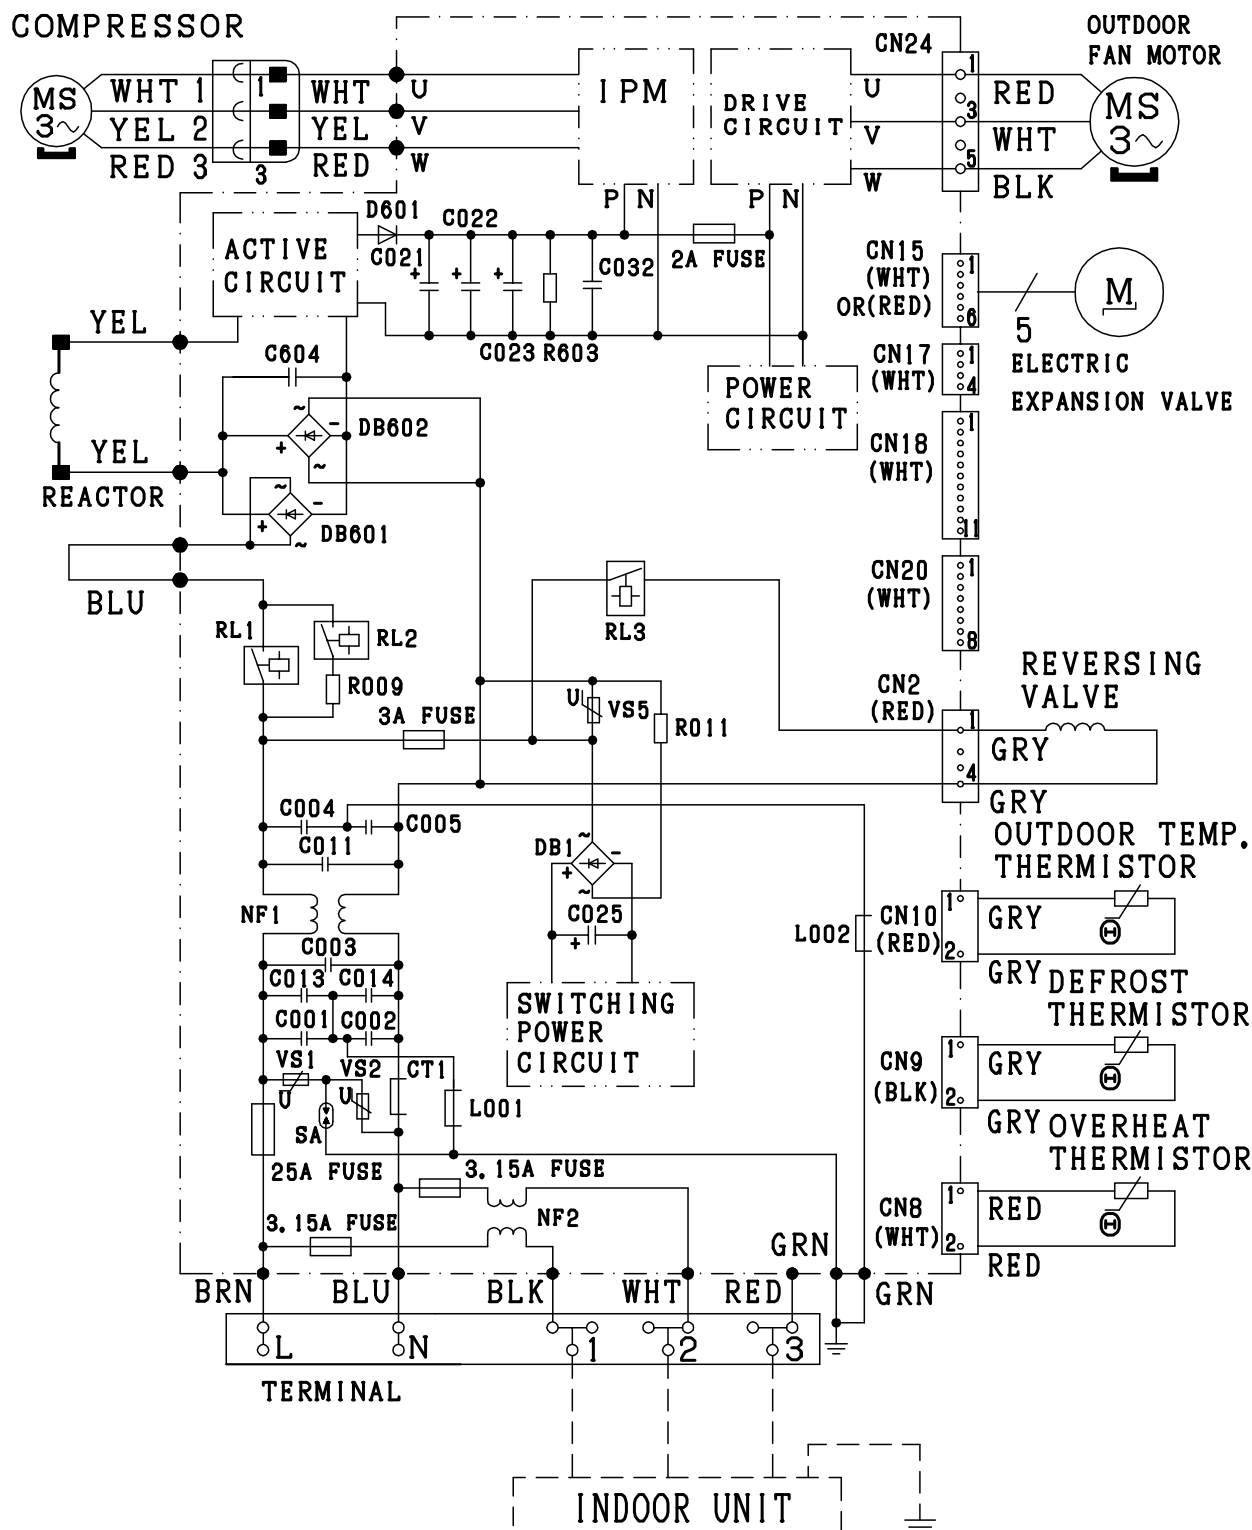 COMPRESSOR
MS
3~
WHT 1
YEL 2
RED 3
1
3
WHT
YEL
RED
U
V
W
IPM
P N
DRIVE
CIRCUIT
P N
U
V
W
CN24
1
3
5
RED
WHT
BLK
OUTDOOR
FAN MOTOR
MS
3~
ACTIVE
CIRCUIT
D601
C021
C022
+
+
+
C032
C023
R603
2A FUSE
POWER
CIRCUIT
CN15
(WHT)
OR(RED)
1
6
5
M
ELECTRIC
EXPANSION VALVE
CN17
(WHT)
1
4
CN18
(WHT)
1
11
CN20
(WHT)
1
8
YEL
YEL
REACTOR
C604
~
-
DB602
+
~
~
-
DB601
+
~
BLU
RL1
RL2
R009
RL3
3A FUSE
U
VS5
R011
CN2
(RED)
1
4
REVERSING
VALVE
GRY
GRY
C004
C005
C011
NF1
C003
C013
C014
C001
C002
VS1
U
VS2
U
CT1
SA
L001
25A FUSE
3.15A FUSE
3.15A FUSE
NF2
DB1
~
-
+
~
C025
+
SWITCHING
POWER
CIRCUIT
L002
OUTDOOR TEMP.
THERMISTOR
CN10
(RED)
1
2
GRY
GRY
Θ
DEFROST
THERMISTOR
CN9
(BLK)
1
2
GRY
GRY
Θ
OVERHEAT
THERMISTOR
CN8
(WHT)
1
2
RED
RED
Θ
BRN
BLU
BLK
WHT
RED
GRN
GRN
L
N
1
2
3
TERMINAL
INDOOR UNIT